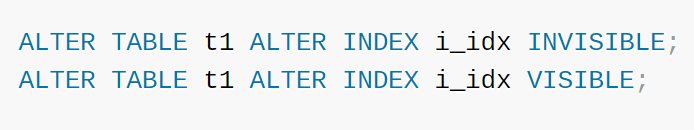 ALTER TABLE t1 ALTER INDEX i_idx INVISIBLE;
ALTER TABLE t1 ALTER INDEX i_idx VISIBLE;